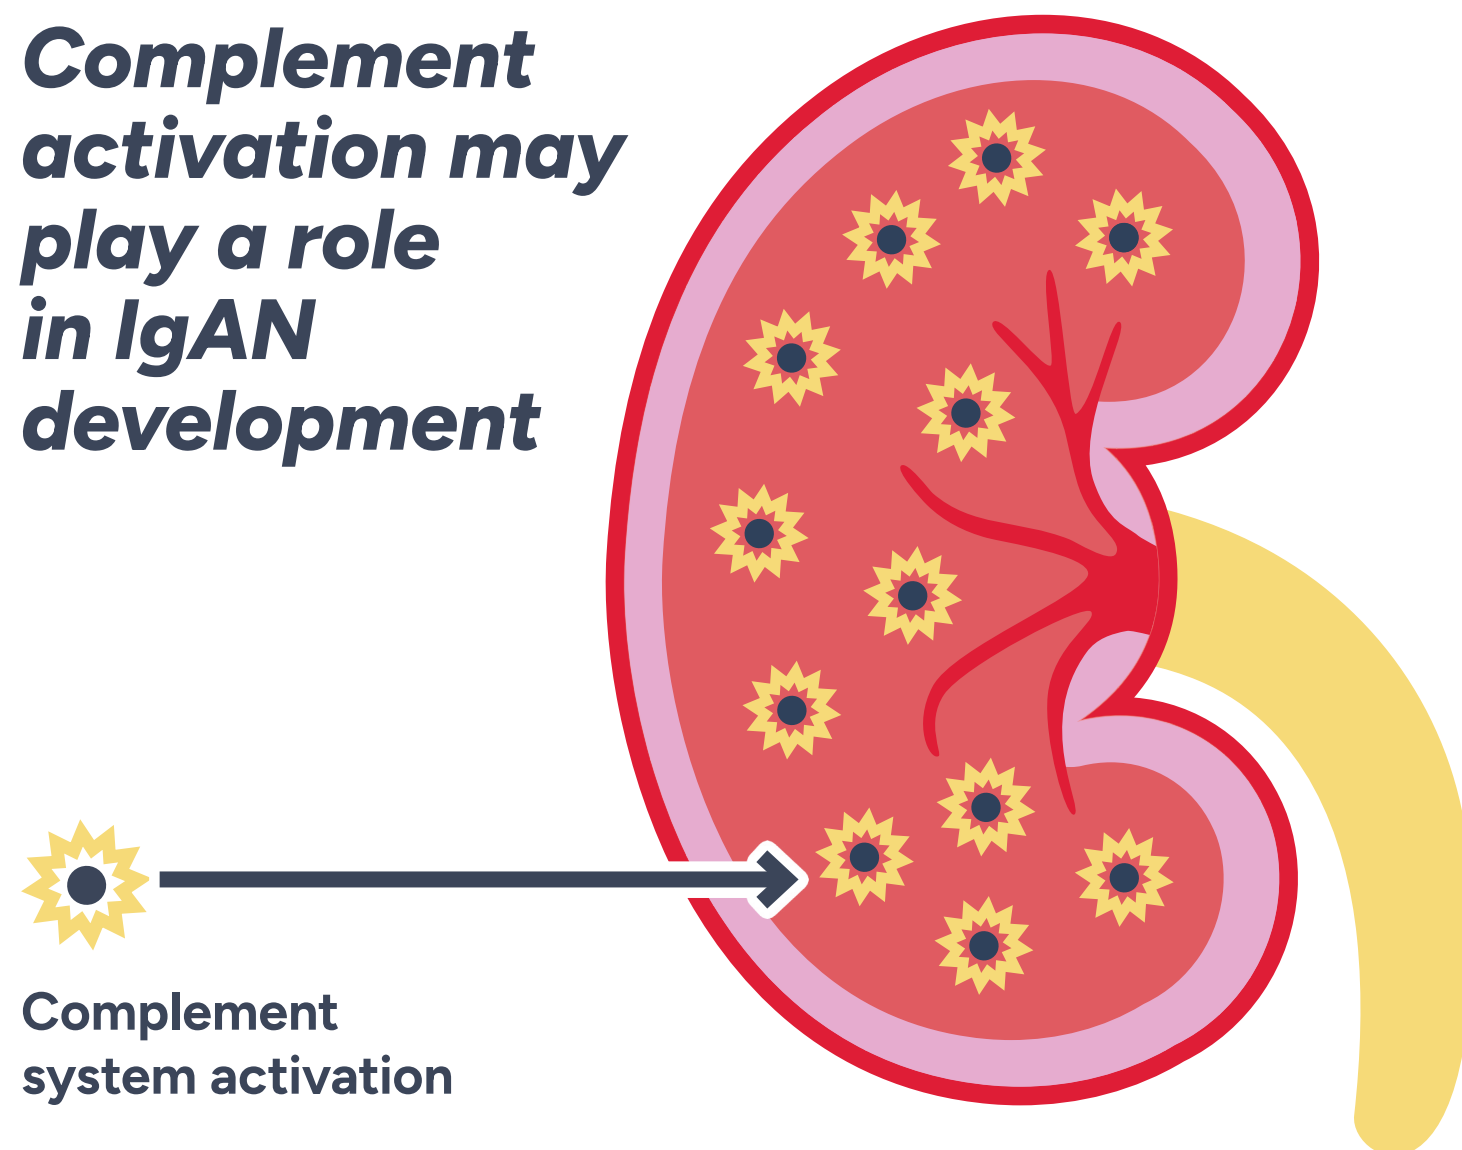 Complement
activation may
play a role
in IgAN
development
Complement
system activation